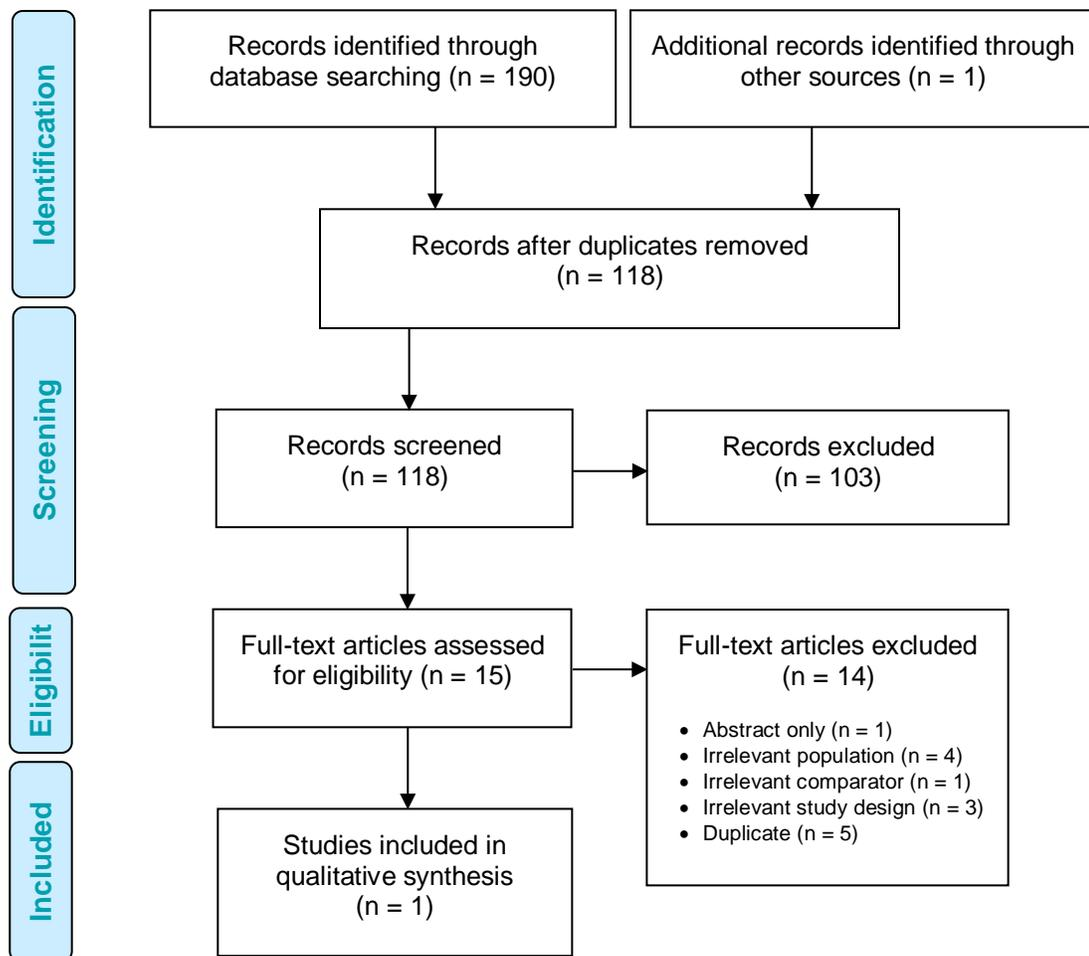 Identification
Records identified through
database searching (n = 190)
Additional records identified through
other sources (n = 1)
Records after duplicates removed
(n = 118)
Screening
Records screened
(n = 118)
Records excluded
(n = 103)
Eligibilit
Full-text articles assessed
for eligibility (n = 15)
Full-text articles excluded
(n = 14)
• Abstract only (n = 1)
• Irrelevant population (n = 4)
• Irrelevant comparator (n = 1)
• Irrelevant study design (n = 3)
• Duplicate (n = 5)
Included
Studies included in
qualitative synthesis
(n = 1)